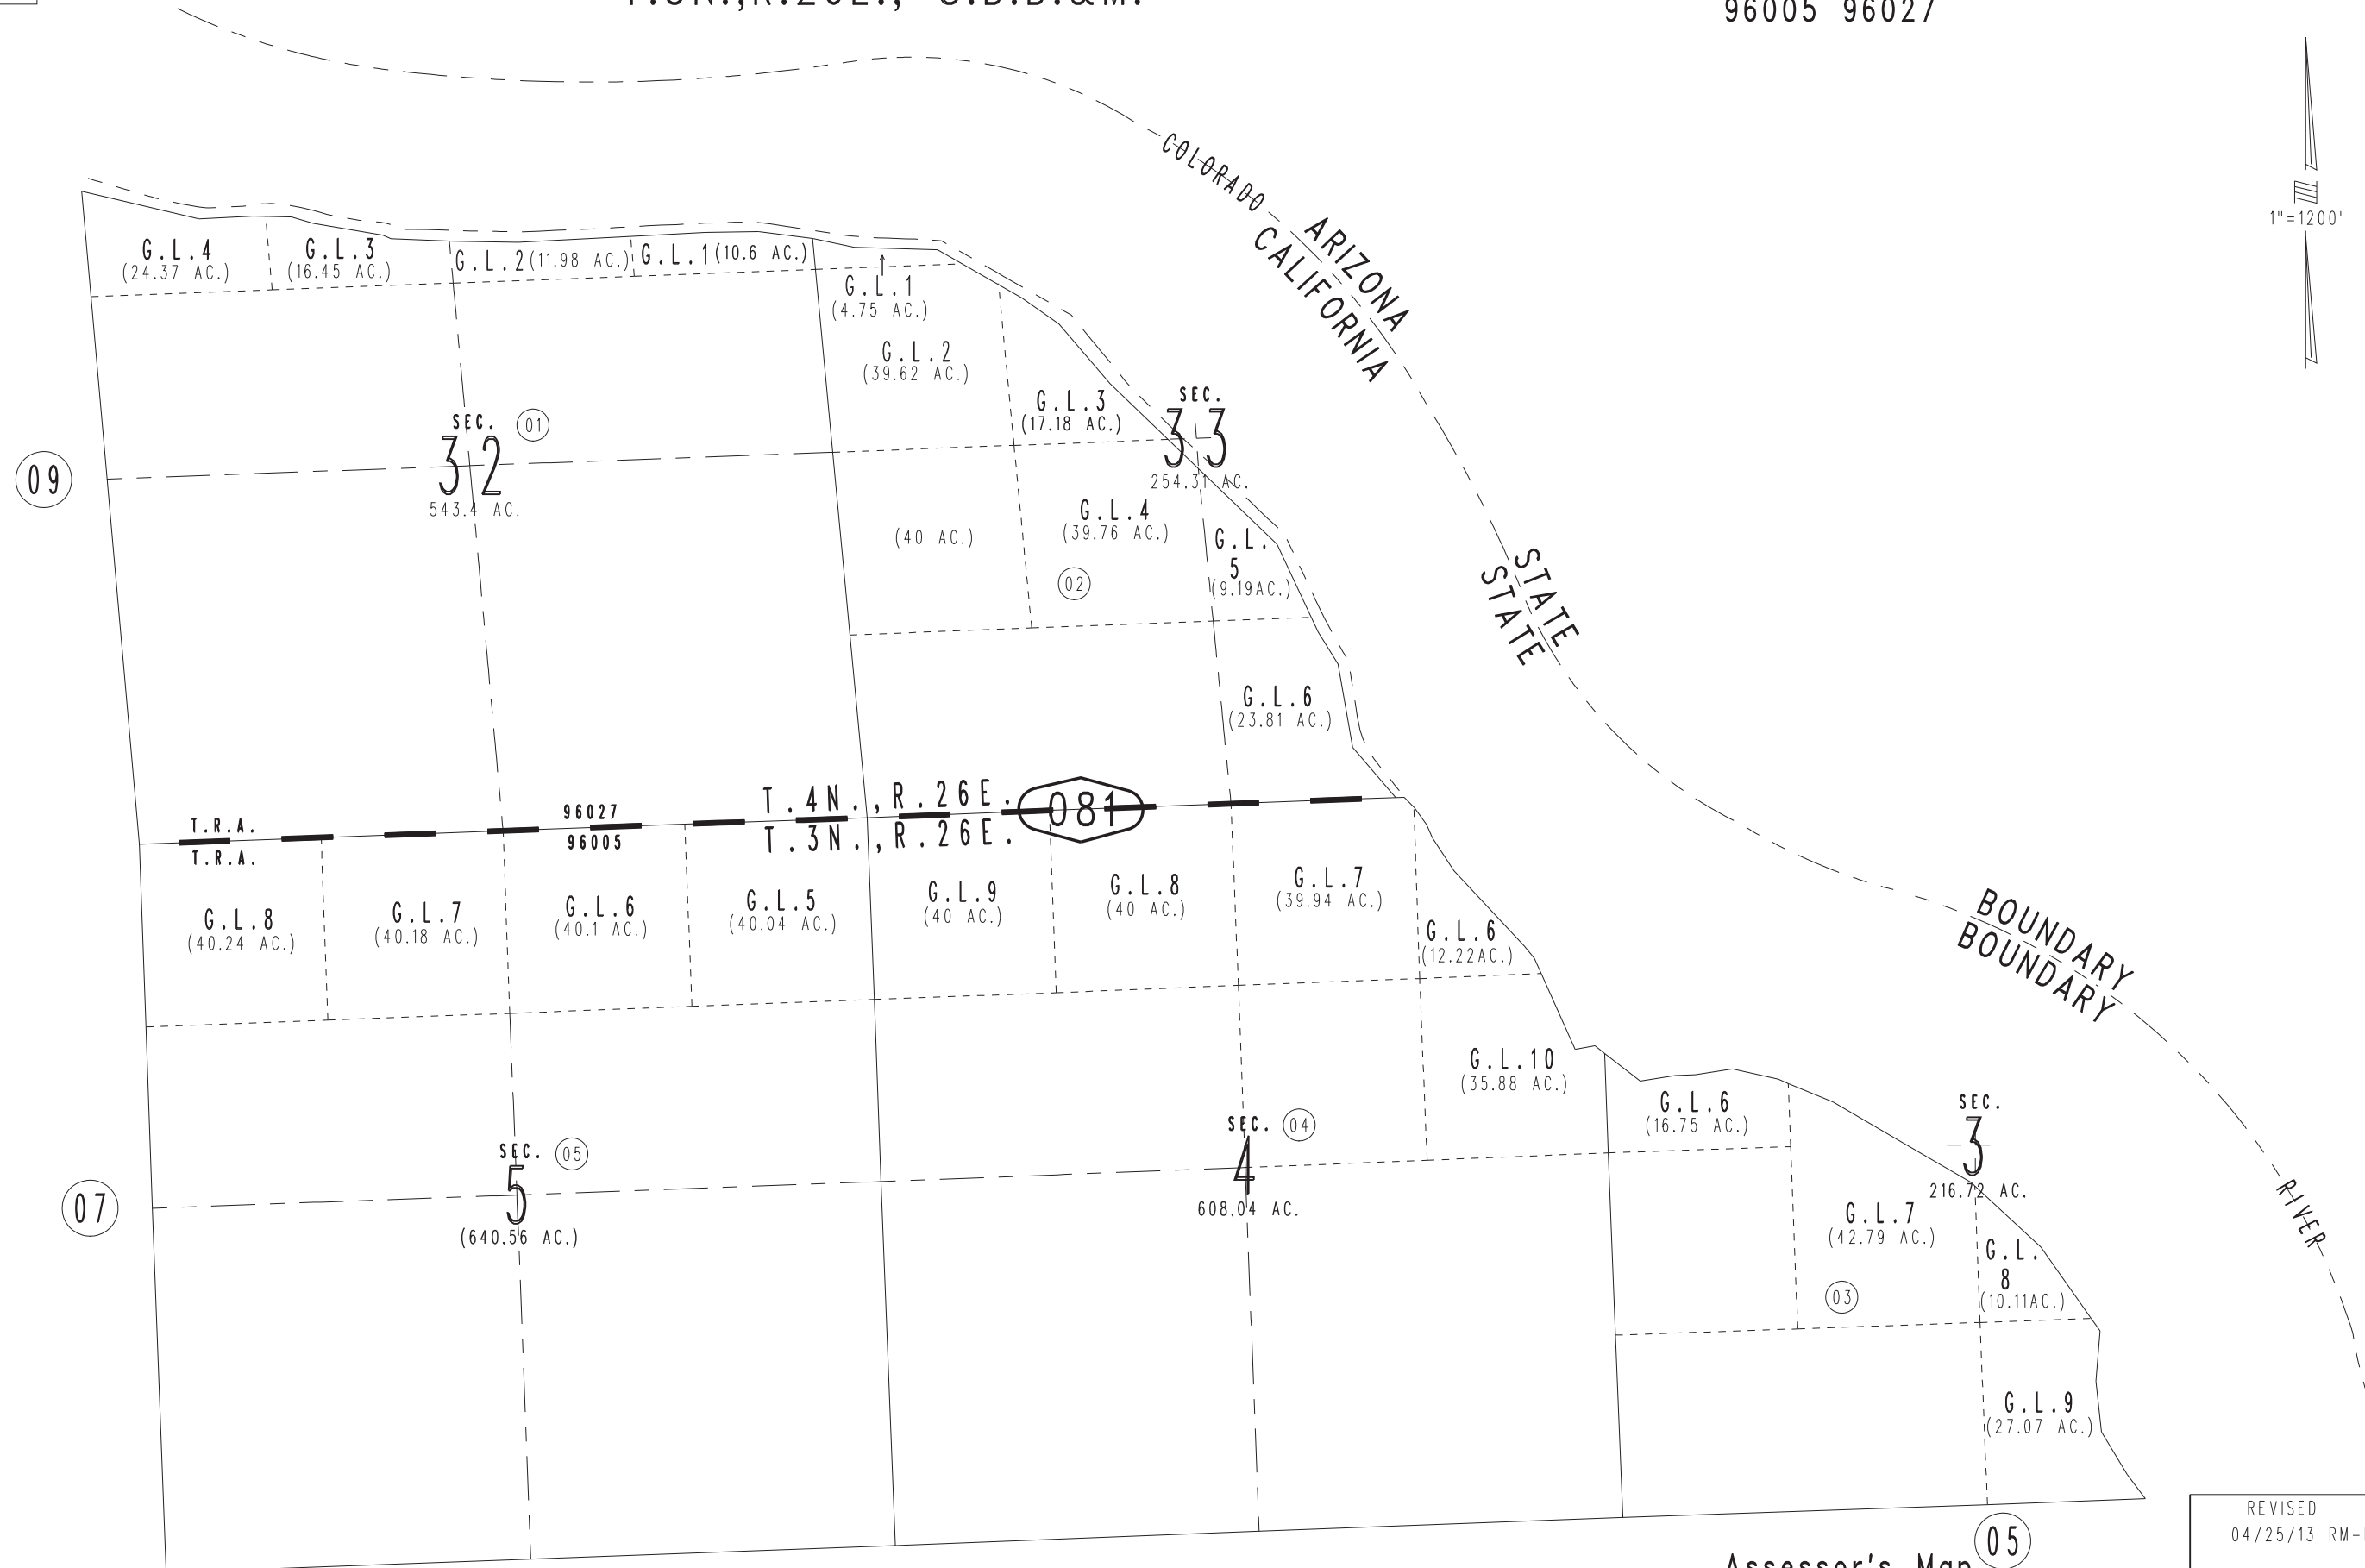 96005 96027
1"=1200'
COLORADO
ARIZONA
CALIFORNIA
G.L.4
(24.37 AC.)
G.L.3
(16.45 AC.)
G.L.2 (11.98 AC.)
G.L.1 (10.6 AC.)
G.L.1
(4.75 AC.)
G.L.2
(39.62 AC.)
G.L.3
(17.18 AC.)
SEC.
33
254.31 AC.
SEC. 01
32
543.4 AC.
09
(40 AC.)
G.L.4
(39.76 AC.)
02
G.L.
5
(9.19AC.)
STATE
STATE
G.L.6
(23.81 AC.)
T.R.A.
T.R.A.
96027
96005
T.4N.,R.26E.
T.3N.,R.26E.
081
G.L.8
(40.24 AC.)
G.L.7
(40.18 AC.)
G.L.6
(40.1 AC.)
G.L.5
(40.04 AC.)
G.L.9
(40 AC.)
G.L.8
(40 AC.)
G.L.7
(39.94 AC.)
G.L.6
(12.22AC.)
BOUNDARY
BOUNDARY
G.L.10
(35.88 AC.)
G.L.6
(16.75 AC.)
SEC.
3
216.72 AC.
SEC. 04
4
608.04 AC.
SEC. 05
5
(640.56 AC.)
07
RIVER
G.L.7
(42.79 AC.)
03
G.L.
8
(10.11AC.)
G.L.9
(27.07 AC.)
05
Assessor's Map
REVISED
04/25/13 RM-